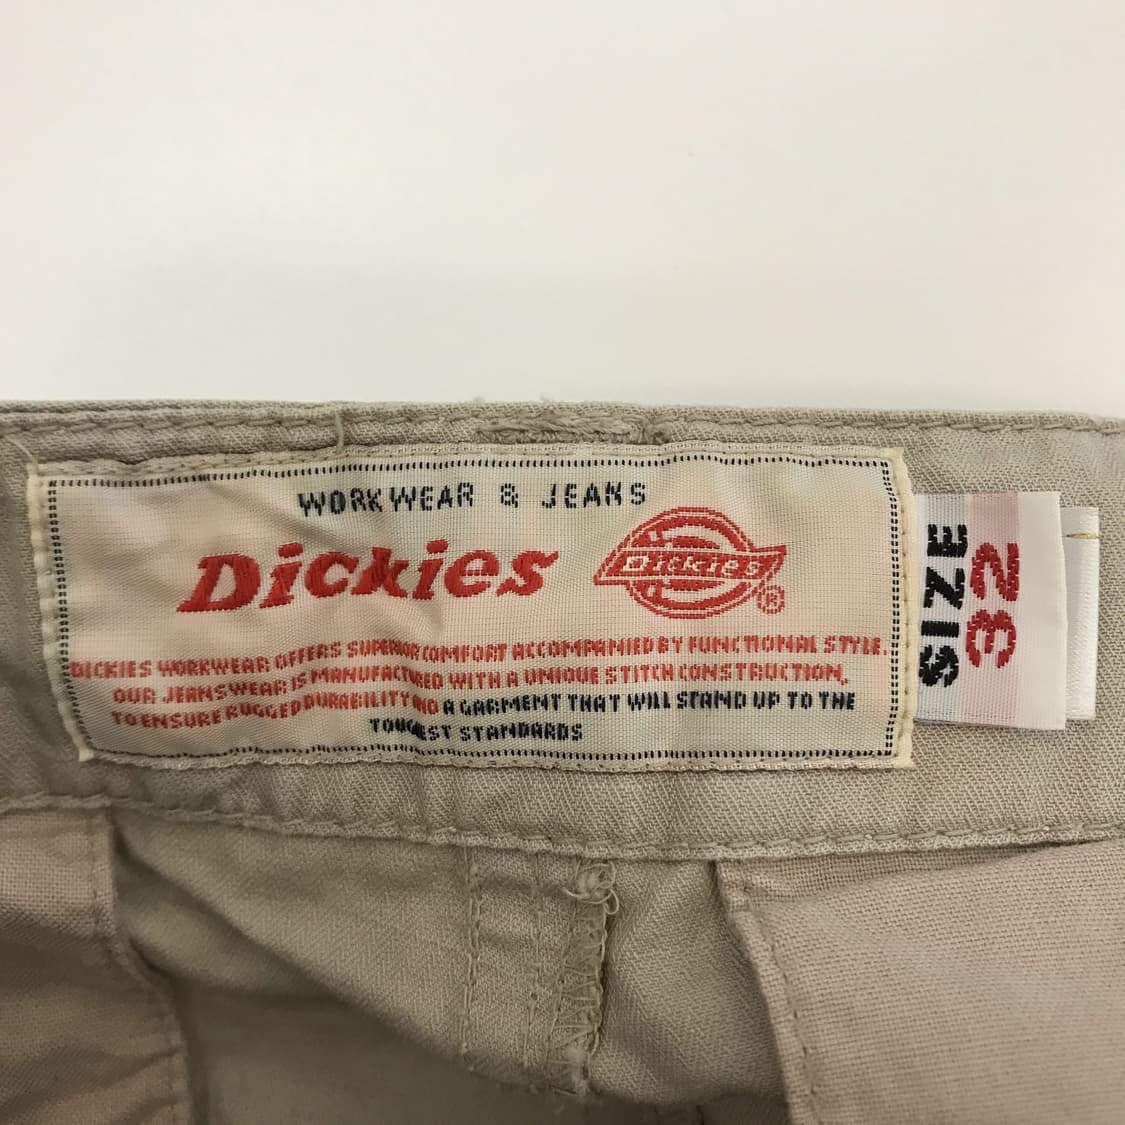 WORKWEAR & JEANS
Dickies
Dickies
®
DICKIES WORKWEAR OFFERS SUPERIOR COMFORT ACCOMPANIED BY FUNCTIONAL STYLE.
OUR JEANSWEAR IS MANUFACTURED WITH A UNIQUE STITCH CONSTRUCTION,
TO ENSURE RUGGED DURABILITY AND A GARMENT THAT WILL STAND UP TO THE
TOUGHEST STANDARDS
SIZE
32